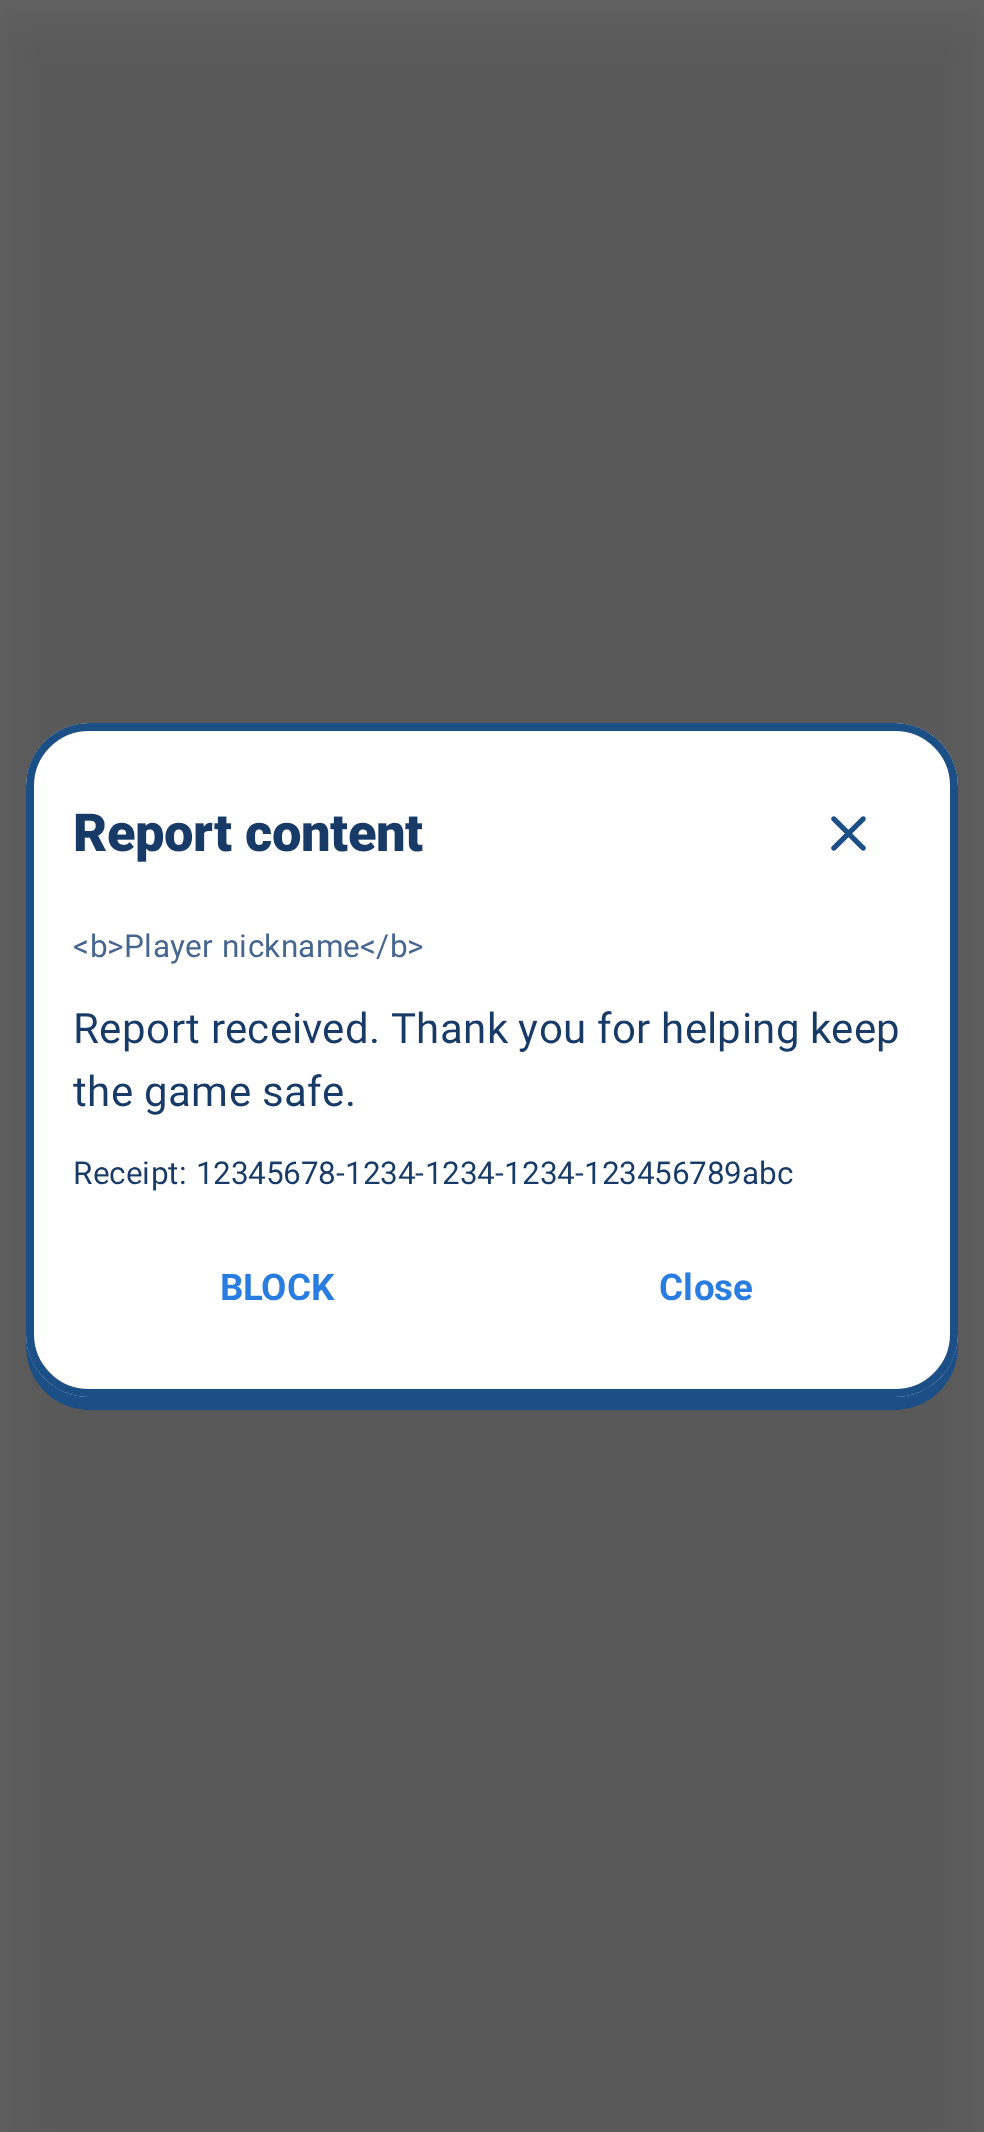 Report content
<b>Player nickname</b>
Report received. Thank you for helping keep
the game safe.
Receipt: 12345678-1234-1234-1234-123456789abc
BLOCK Close